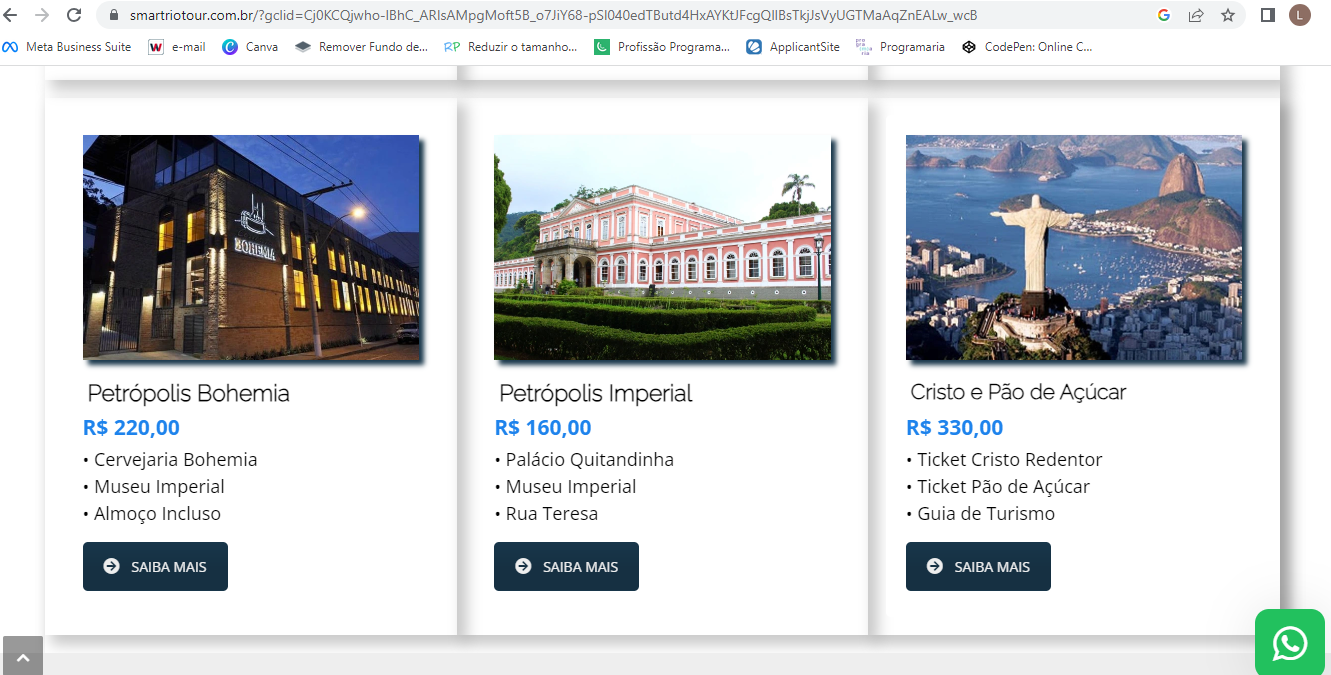 smartriotour.com.br/?gclid=Cj0KCQjwho-lBhC_ARIsAMpgMoft5B_o7JiY68-pSI040edTButd4HxAYKtJFcgQIlBsTkjJsVyUGTMaAqZnEALw_wcB
L
Meta Business Suite
W e-mail
Canva
Remover Fundo de...
RP Reduzir o tamanho...
Profissão Programa...
ApplicantSite
Programaria
CodePen: Online C...
BOHEMIA
Petrópolis Bohemia
R$ 220,00
• Cervejaria Bohemia
• Museu Imperial
• Almoço Incluso
SAIBA MAIS
Petrópolis Imperial
R$ 160,00
• Palácio Quitandinha
• Museu Imperial
• Rua Teresa
SAIBA MAIS
Cristo e Pão de Açúcar
R$ 330,00
• Ticket Cristo Redentor
• Ticket Pão de Açúcar
• Guia de Turismo
SAIBA MAIS